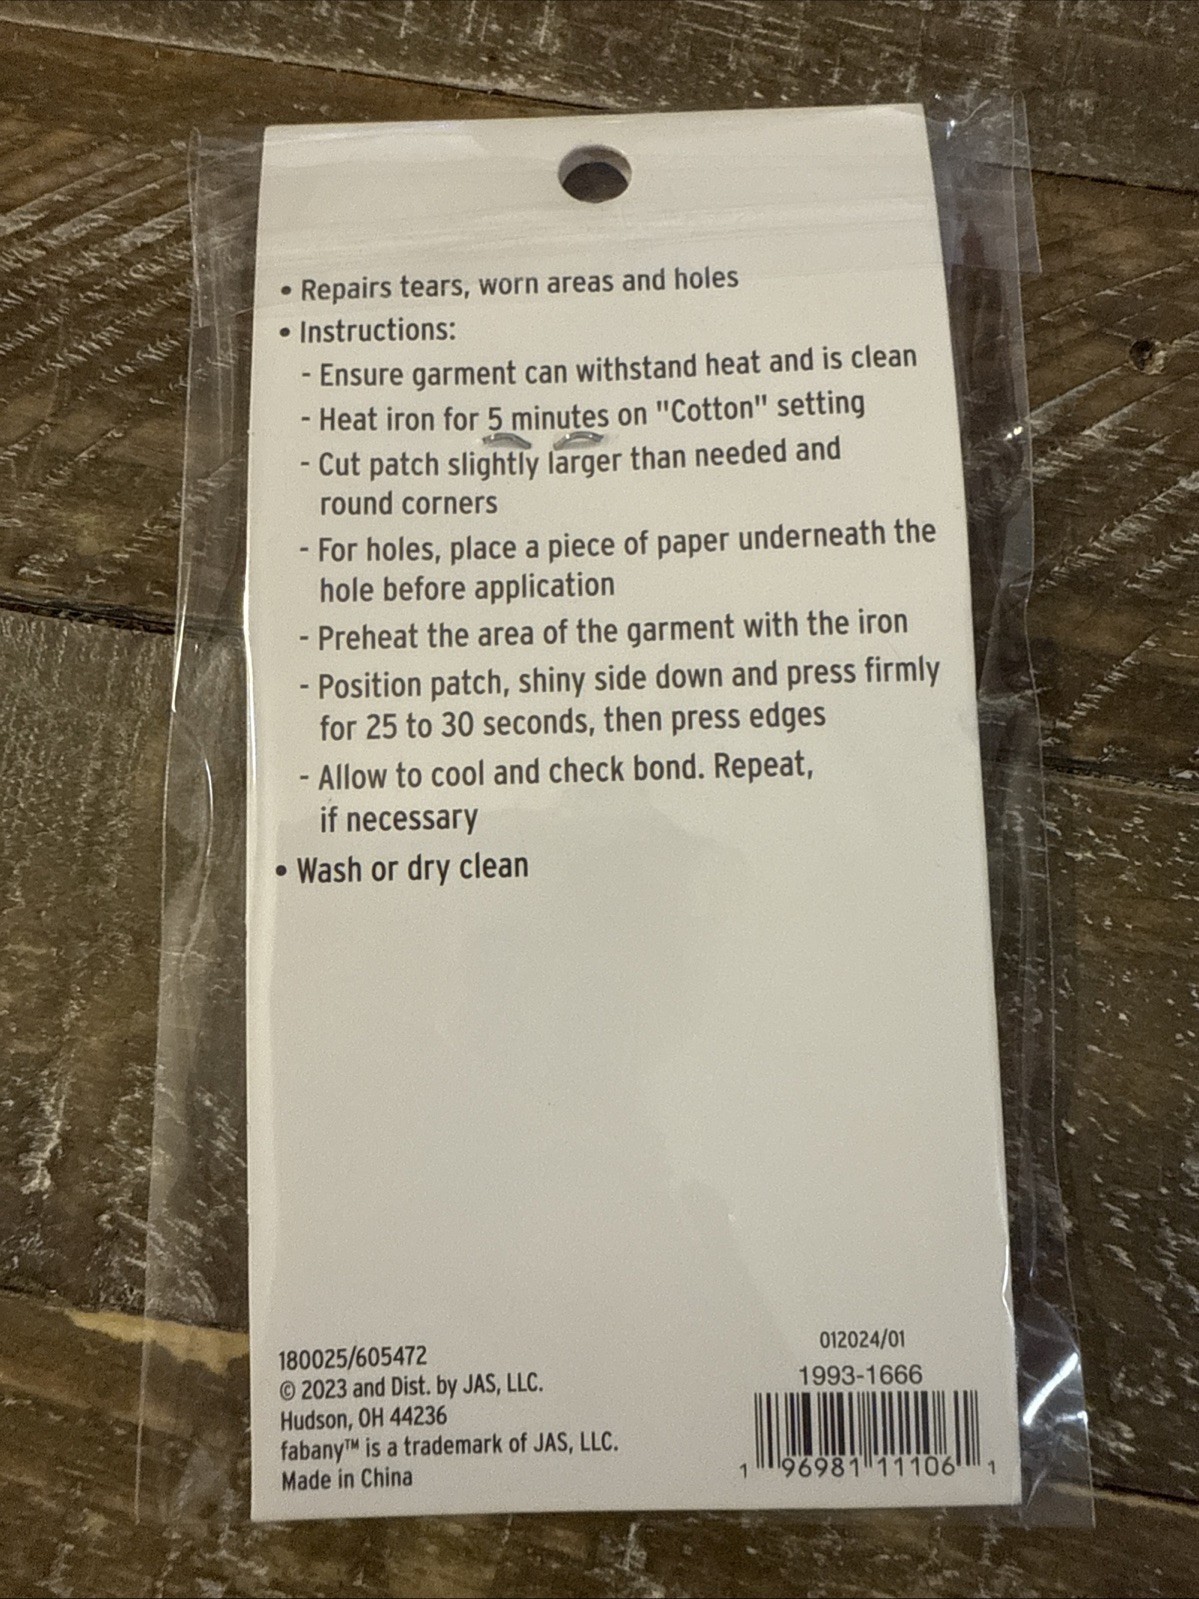 • Repairs tears, worn areas and holes
• Instructions:
- Ensure garment can withstand heat and is clean
- Heat iron for 5 minutes on "Cotton" setting
- Cut patch slightly larger than needed and
round corners
- For holes, place a piece of paper underneath the
hole before application
- Preheat the area of the garment with the iron
- Position patch, shiny side down and press firmly
for 25 to 30 seconds, then press edges
- Allow to cool and check bond. Repeat,
if necessary
• Wash or dry clean
180025/605472
© 2023 and Dist. by JAS, LLC.
Hudson, OH 44236
fabany™ is a trademark of JAS, LLC.
Made in China
012024/01
1993-1666
1 96981 11106 1